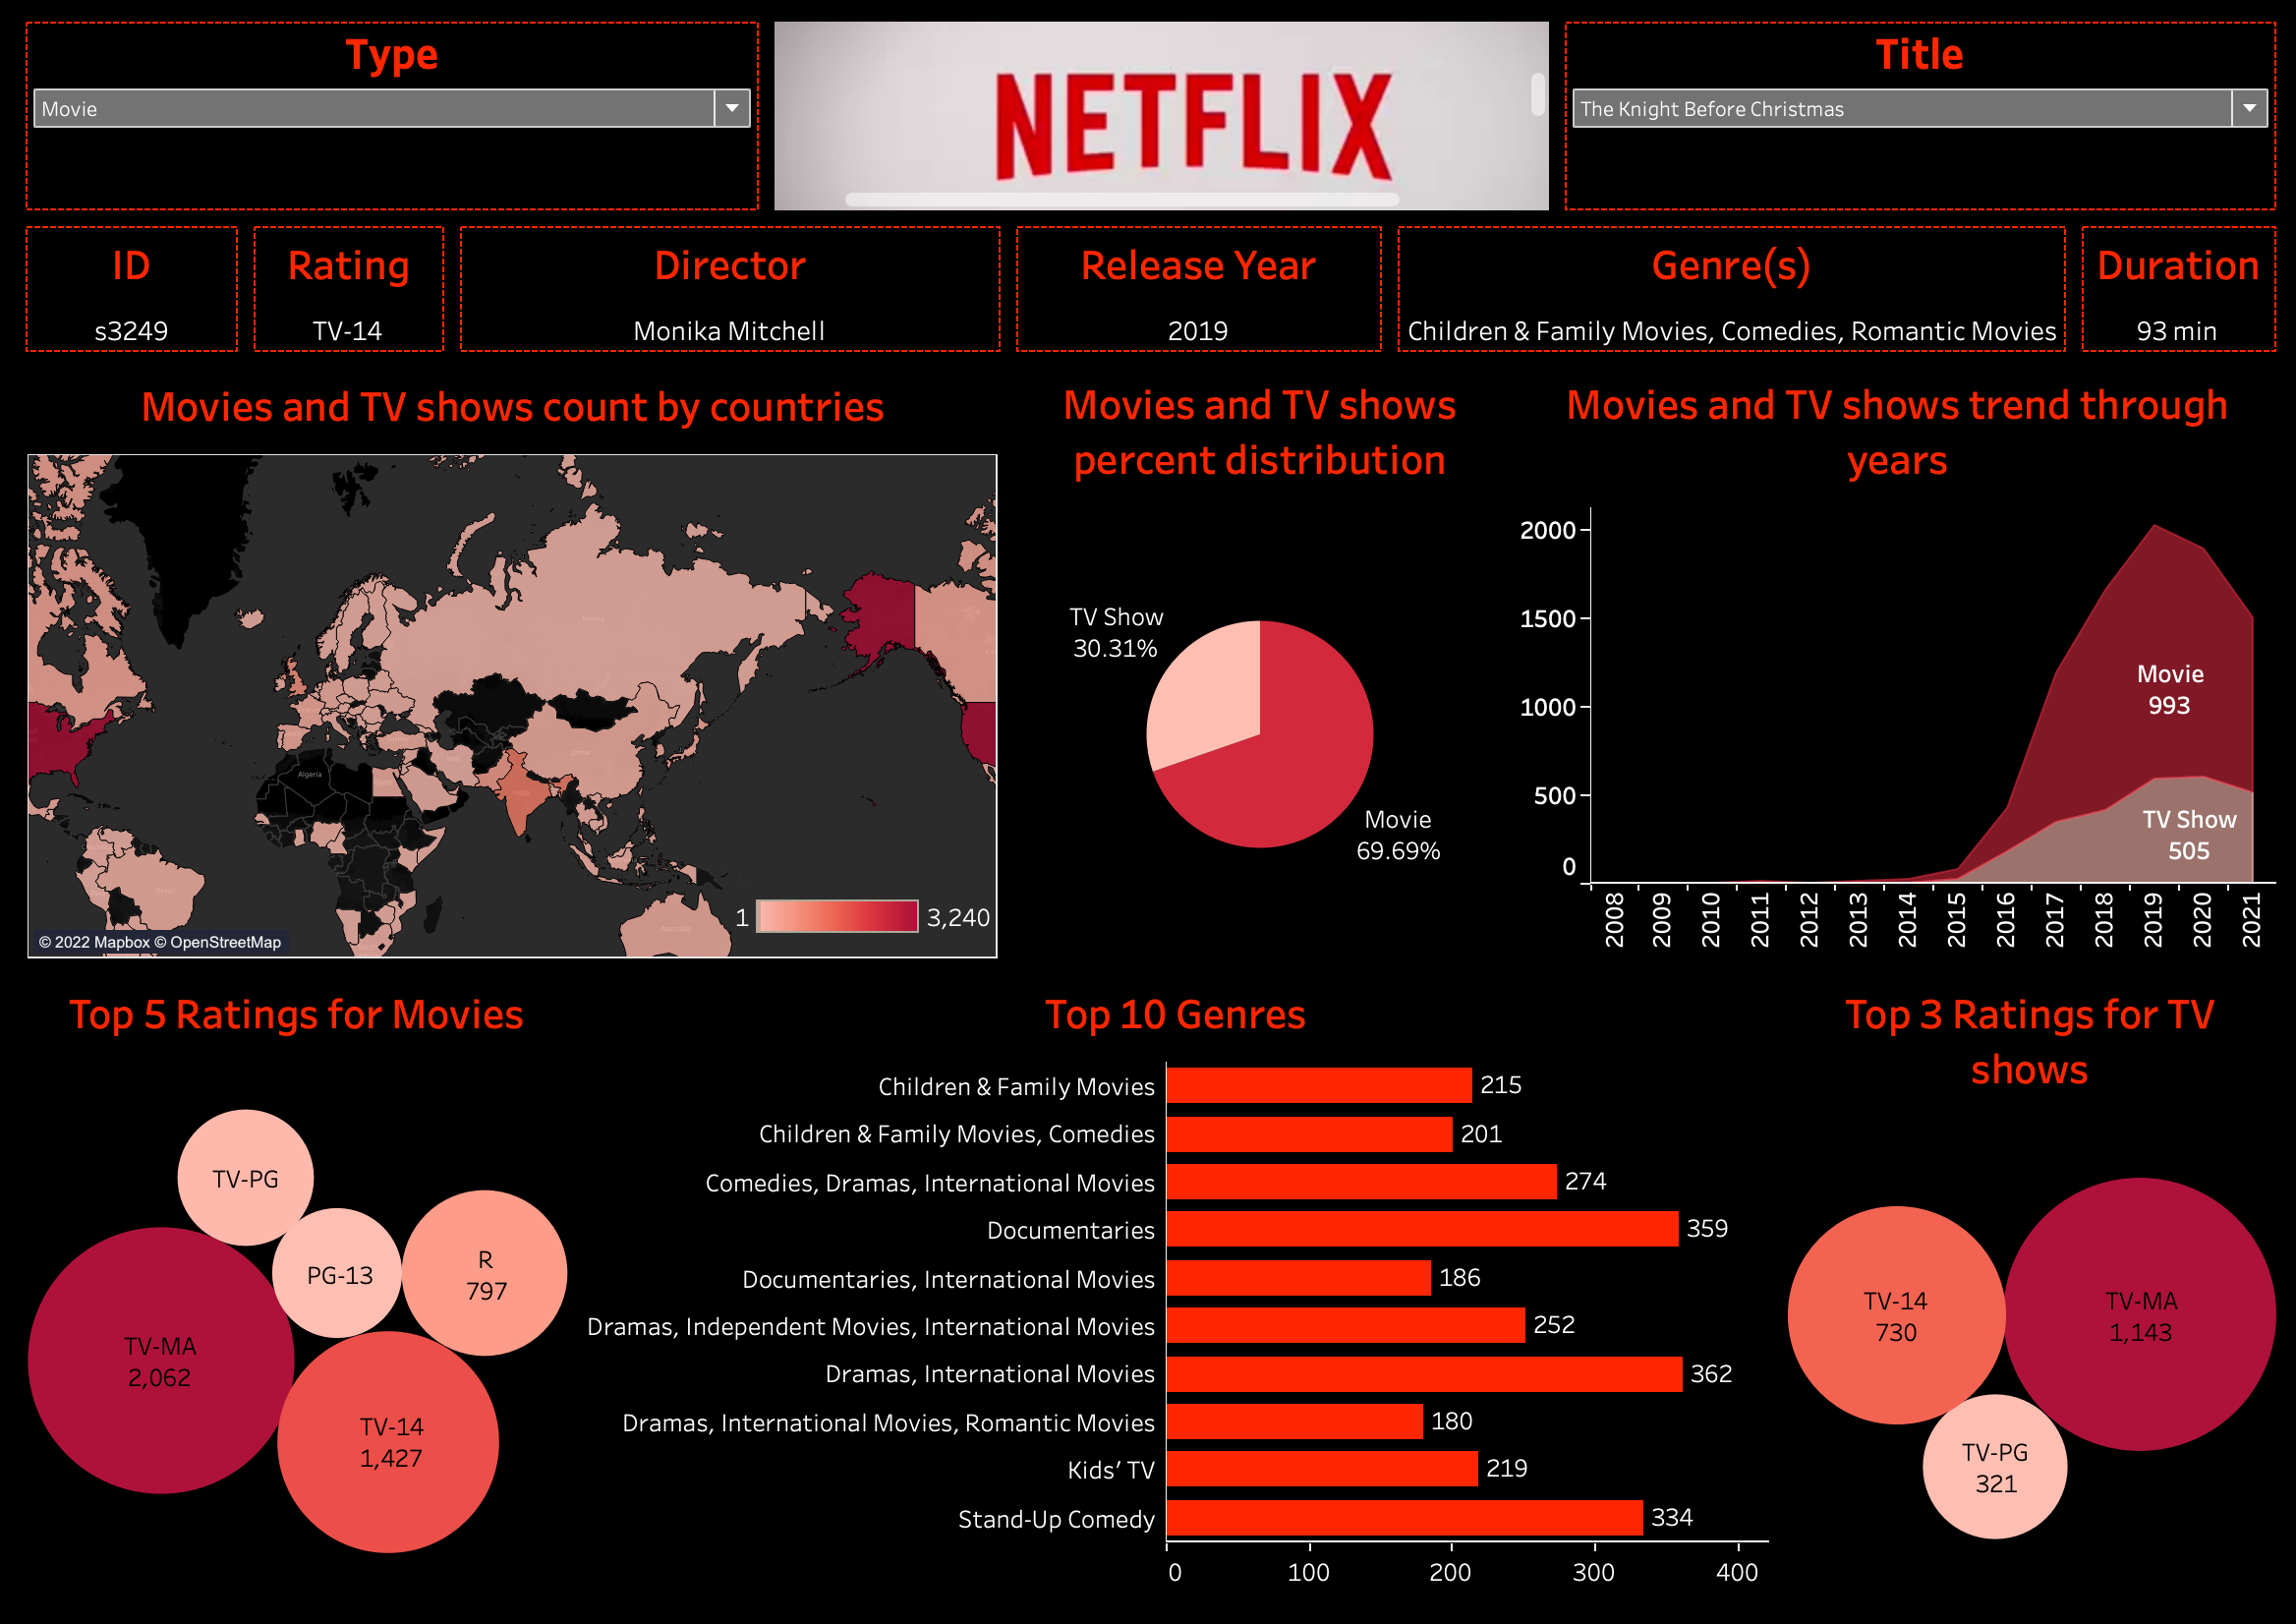 Type
Movie
NETFLIX
Title
The Knight Before Christmas
ID
s3249
Rating
TV-14
Director
Monika Mitchell
Release Year
2019
Genre(s)
Children & Family Movies, Comedies, Romantic Movies
Duration
93 min
Movies and TV shows count by countries
Russia
China
Iran
India
Algeria
Egypt
Brazil
Australia
1
3,240
© 2022 Mapbox © OpenStreetMap
Movies and TV shows
percent distribution
TV Show
30.31%
Movie
69.69%
Movies and TV shows trend through
years
2000
1500
1000
500
0
Movie
993
TV Show
505
2008
2009
2010
2011
2012
2013
2014
2015
2016
2017
2018
2019
2020
2021
Top 5 Ratings for Movies
TV-PG
PG-13
R
797
TV-MA
2,062
TV-14
1,427
Top 10 Genres
Children & Family Movies
215
Children & Family Movies, Comedies
201
Comedies, Dramas, International Movies
274
Documentaries
359
Documentaries, International Movies
186
Dramas, Independent Movies, International Movies
252
Dramas, International Movies
362
Dramas, International Movies, Romantic Movies
180
Kids' TV
219
Stand-Up Comedy
334
0
100
200
300
400
Top 3 Ratings for TV
shows
TV-14
730
TV-MA
1,143
TV-PG
321